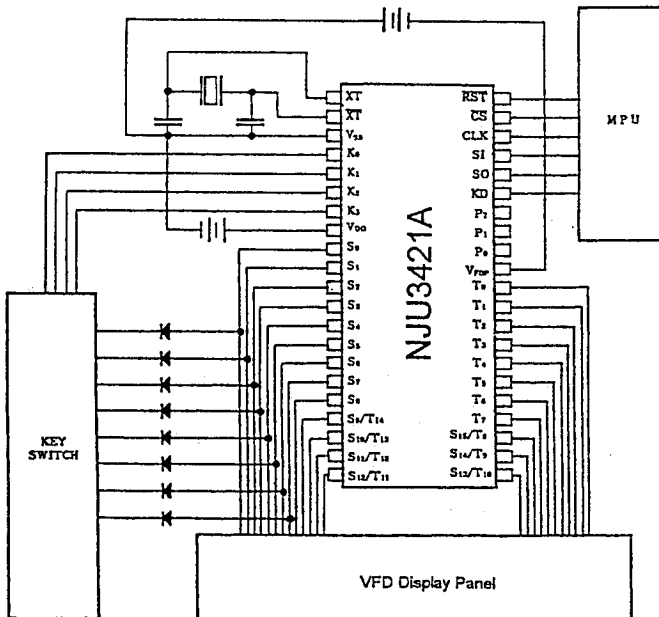 XT
XT
VSS
K0
K1
K2
K3
VDD
S0
S1
S2
S3
S4
S5
S6
S7
S8
S9/T14
S10/T13
S11/T12
S12/T11
NJU3421A
RST
CS
CLK
SI
SO
KD
P2
P1
P0
VFDP
T0
T1
T2
T3
T4
T5
T6
T7
S15/T8
S14/T9
S13/T10
MPU
KEY
SWITCH
VFD Display Panel